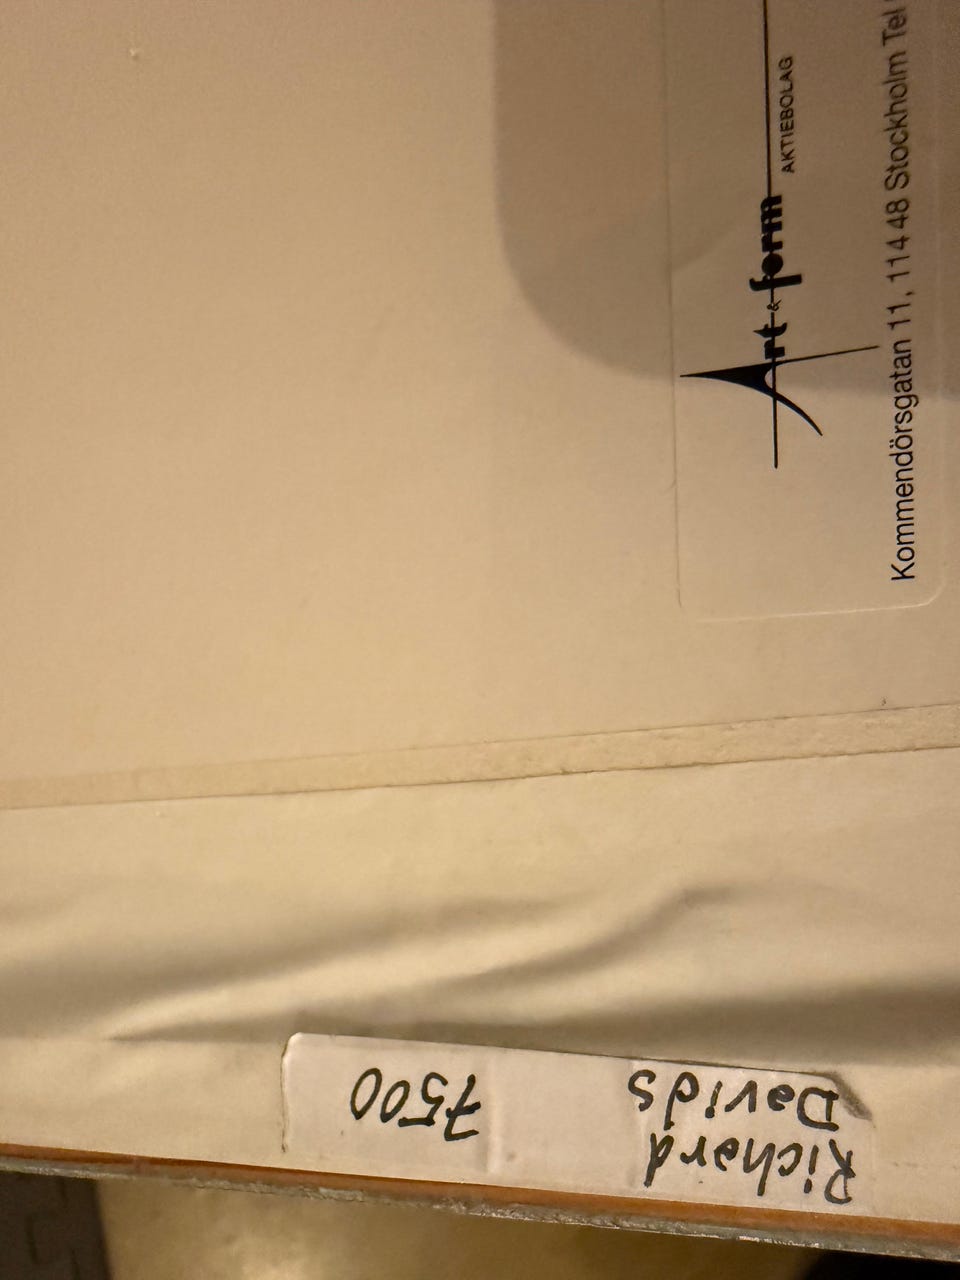 Art & form
AKTIEBOLAG
Kommendörsgatan 11, 114 48 Stockholm Tel
Richard
Davids 7500